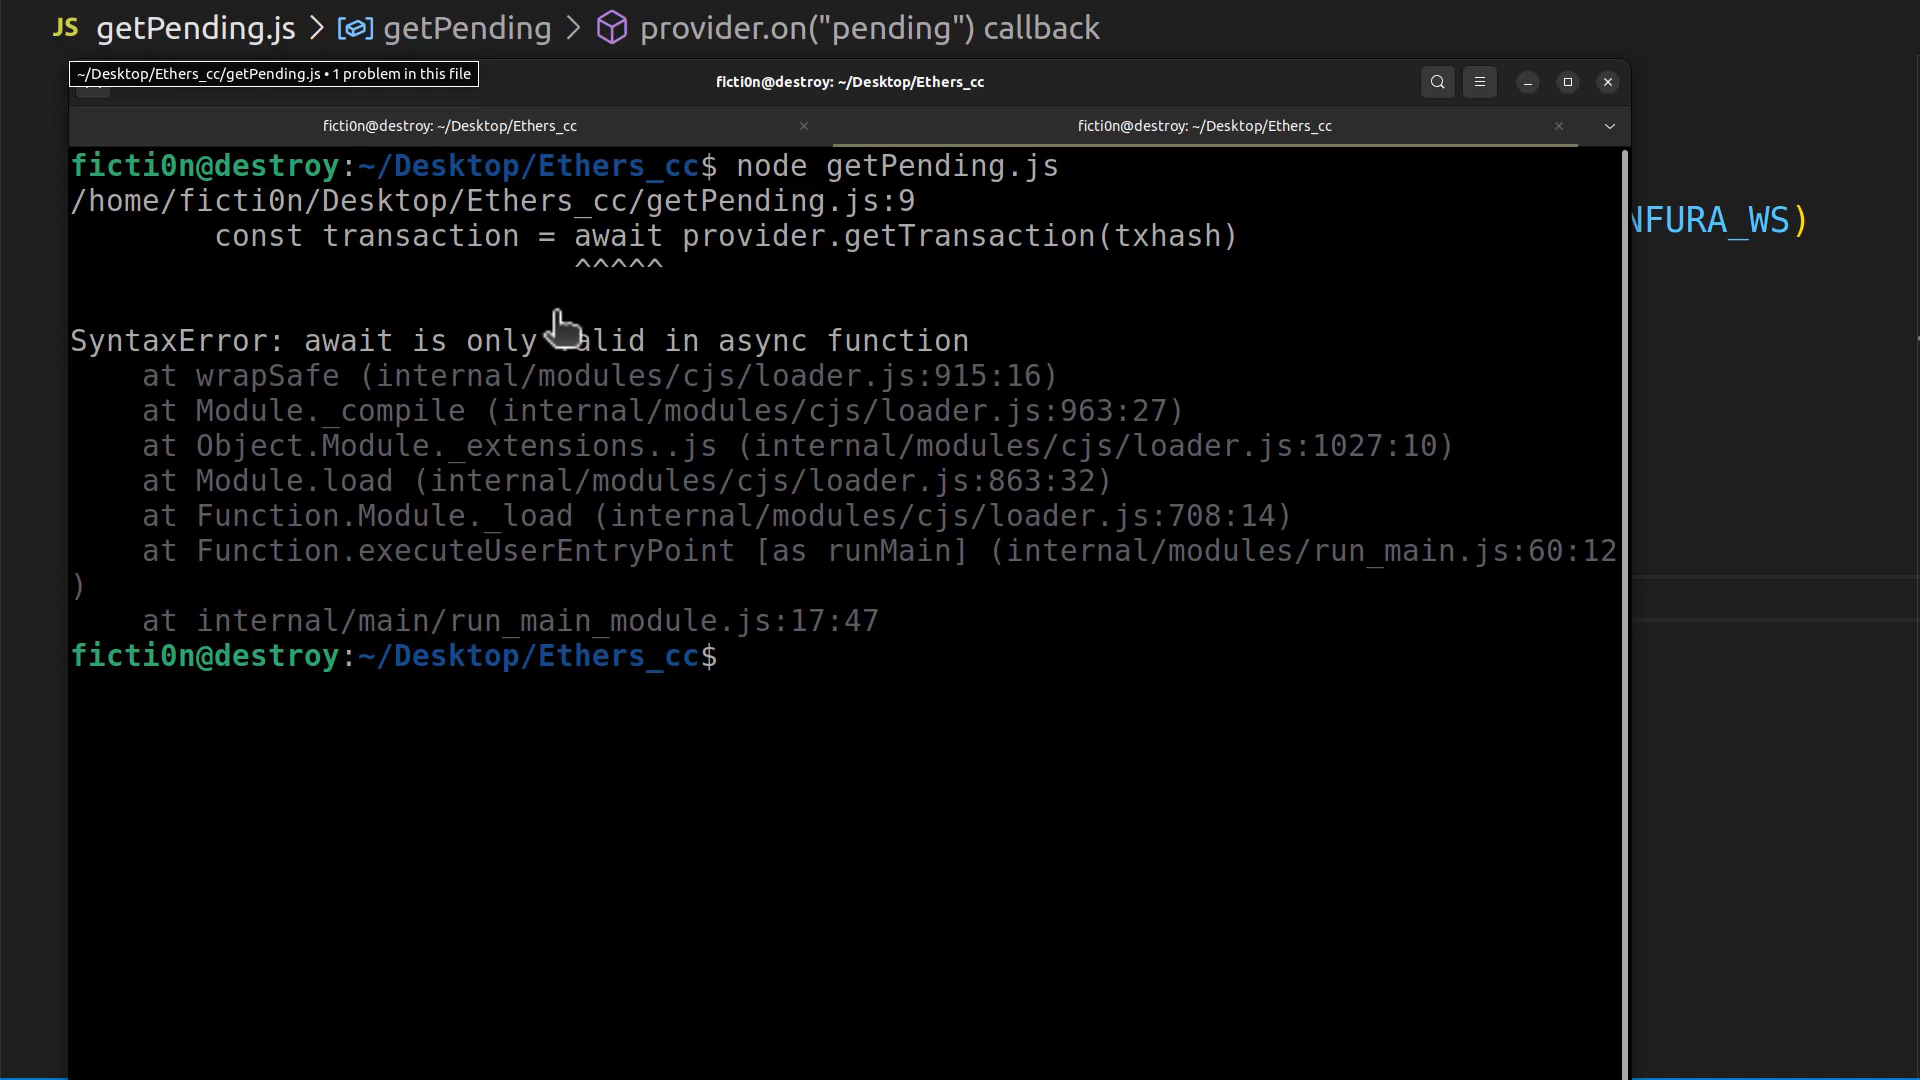 JS getPending.js > getPending > provider.on("pending") callback
~/Desktop/Ethers_cc/getPending.js • 1 problem in this file
ficti0n@destroy: ~/Desktop/Ethers_cc
ficti0n@destroy: ~/Desktop/Ethers_cc
ficti0n@destroy: ~/Desktop/Ethers_cc
ficti0n@destroy:~/Desktop/Ethers_cc$ node getPending.js
/home/ficti0n/Desktop/Ethers_cc/getPending.js:9
NFURA_WS)
const transaction = await provider.getTransaction(txhash)
^^^^^
SyntaxError: await is only valid in async function
at wrapSafe (internal/modules/cjs/loader.js:915:16)
at Module._compile (internal/modules/cjs/loader.js:963:27)
at Object.Module._extensions..js (internal/modules/cjs/loader.js:1027:10)
at Module.load (internal/modules/cjs/loader.js:863:32)
at Function.Module._load (internal/modules/cjs/loader.js:708:14)
at Function.executeUserEntryPoint [as runMain] (internal/modules/run_main.js:60:12
)
at internal/main/run_main_module.js:17:47
ficti0n@destroy:~/Desktop/Ethers_cc$